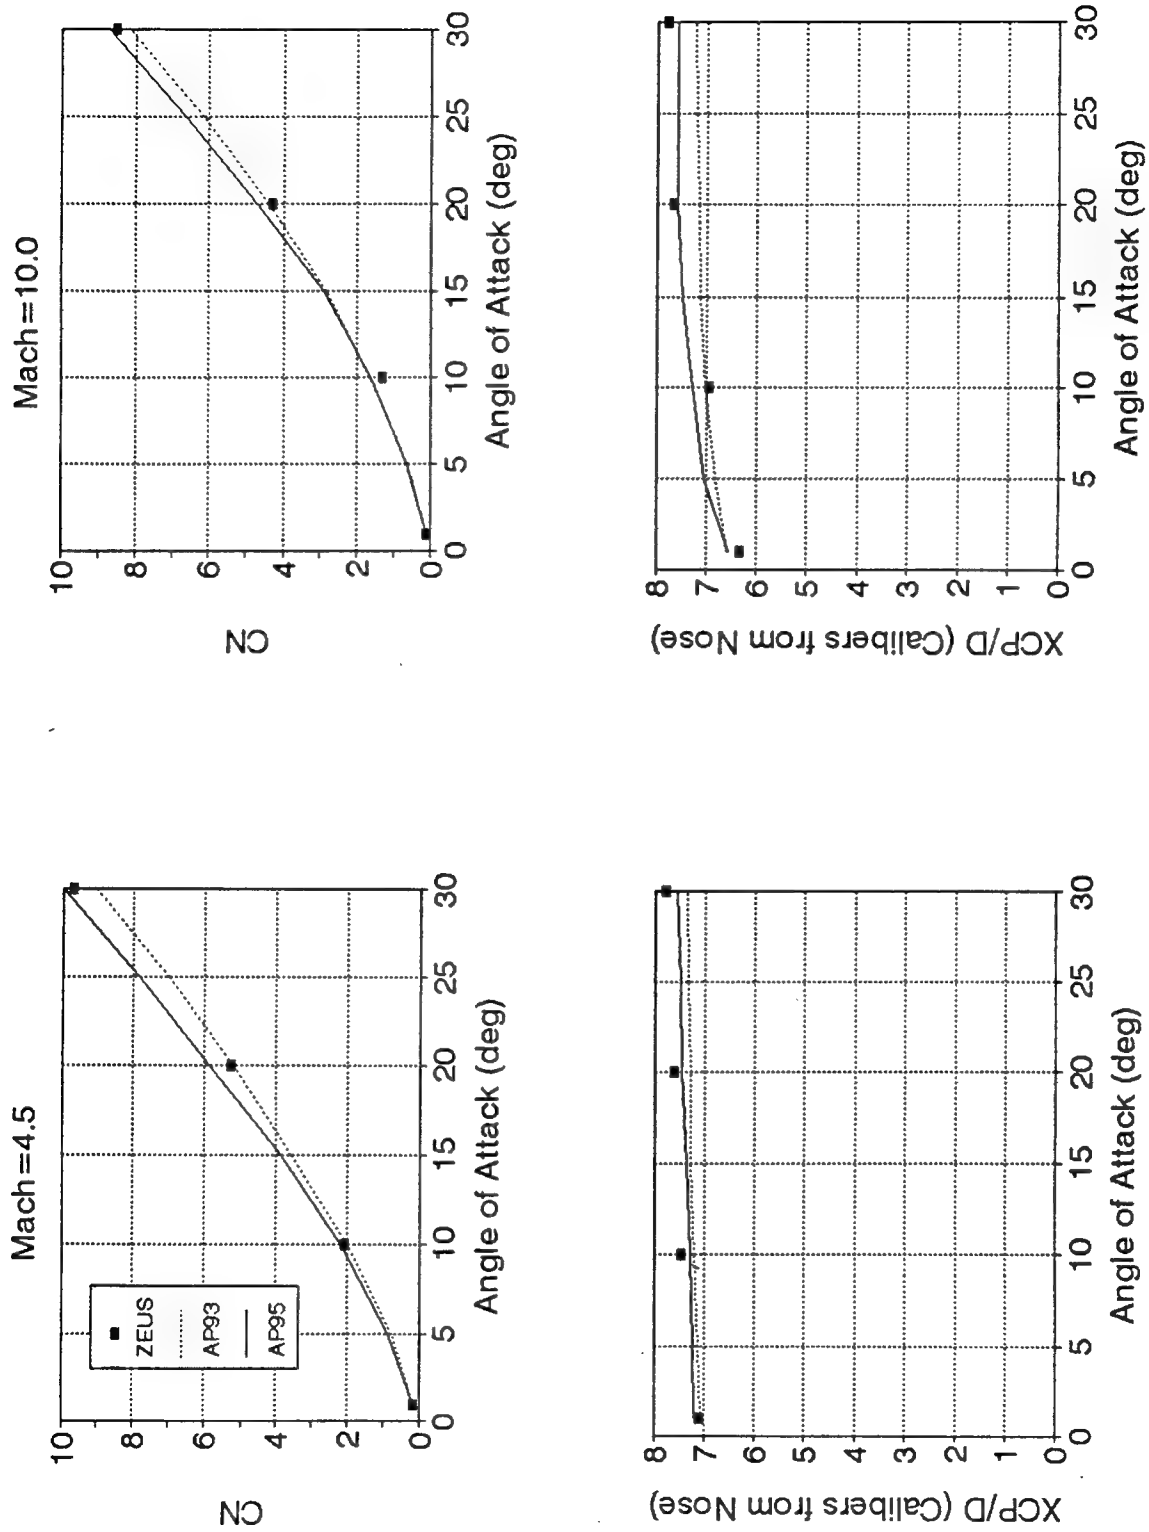 Mach=4.5
CN
10
8
6
4
2
0
ZEUS
AP93
AP95
0 5 10 15 20 25 30
Angle of Attack (deg)
Mach=10.0
CN
10
8
6
4
2
0
0 5 10 15 20 25 30
Angle of Attack (deg)
XCP/D (Calibers from Nose)
8
7
6
5
4
3
2
1
0
0 5 10 15 20 25 30
Angle of Attack (deg)
XCP/D (Calibers from Nose)
8
7
6
5
4
3
2
1
0
0 5 10 15 20 25 30
Angle of Attack (deg)